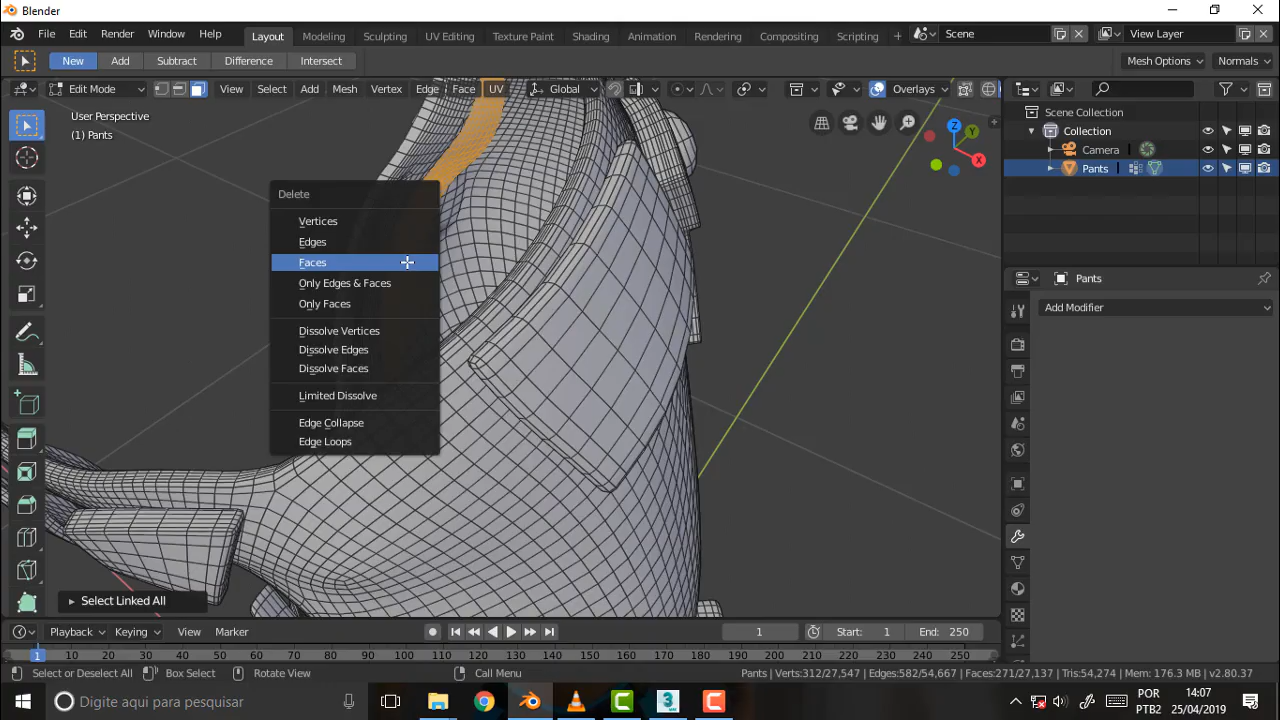 Blender
File Edit Render Window Help Layout Modeling Sculpting UV Editing Texture Paint Shading Animation Rendering Compositing Scripting + Scene View Layer
New Add Subtract Difference Intersect Mesh Options Normals
Edit Mode View Select Add Mesh Vertex Edge Face UV Global Overlays
User Perspective
(1) Pants
Z
Y
X
Scene Collection
Collection
Camera
Pants
Delete
Vertices
Edges
Faces
Only Edges & Faces
Only Faces
Dissolve Vertices
Dissolve Edges
Dissolve Faces
Limited Dissolve
Edge Collapse
Edge Loops
Pants
Add Modifier
Select Linked All
Playback Keying View Marker 1 Start: 1 End: 250
1 10 20 30 40 50 60 70 80 90 100 110 120 130 140 150 160 170 180 190 200 210 220 230 240 250
Select or Deselect All Box Select Rotate View Call Menu Pants | Verts:312/27,547 | Edges:582/54,667 | Faces:271/27,137 | Tris:54,274 | Mem: 176.3 MB | v2.80.37
Digite aqui para pesquisar
POR
PTB2
14:07
25/04/2019